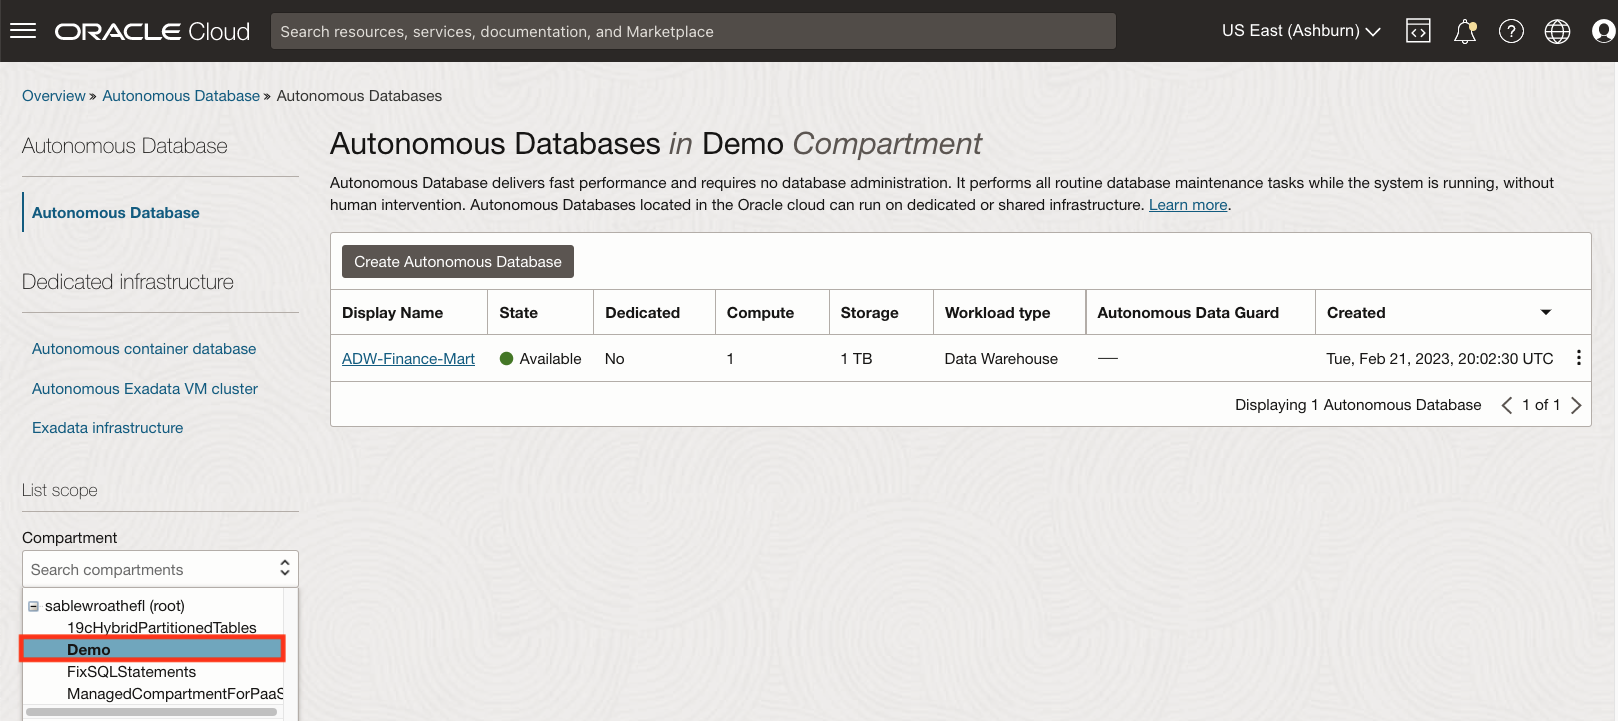 ORACLE Cloud
Search resources, services, documentation, and Marketplace
US East (Ashburn)
Overview » Autonomous Database » Autonomous Databases
Autonomous Database
Autonomous Database
Dedicated infrastructure
Autonomous container database
Autonomous Exadata VM cluster
Exadata infrastructure
List scope
Compartment
Search compartments
sablewroathefl (root)
19cHybridPartitionedTables
Demo
FixSQLStatements
ManagedCompartmentForPaaS
Autonomous Databases in Demo Compartment
Autonomous Database delivers fast performance and requires no database administration. It performs all routine database maintenance tasks while the system is running, without
human intervention. Autonomous Databases located in the Oracle cloud can run on dedicated or shared infrastructure. Learn more.
Create Autonomous Database
Display Name State Dedicated Compute Storage Workload type Autonomous Data Guard Created
ADW-Finance-Mart Available No 1 1 TB Data Warehouse — Tue, Feb 21, 2023, 20:02:30 UTC
Displaying 1 Autonomous Database 1 of 1